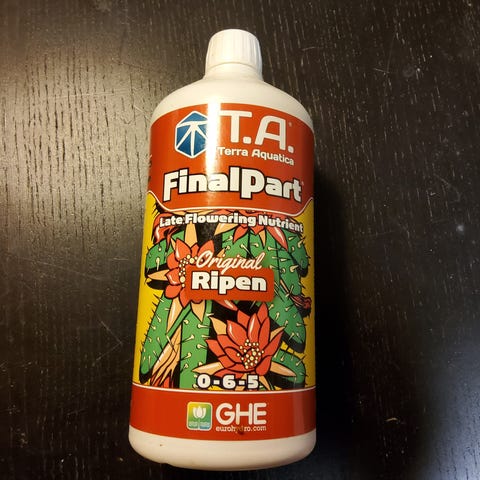 T.A.®
Terra Aquatica
FinalPart®
Late Flowering Nutrient
Original
Ripen
0-6-5
GHE
eurohydro.com